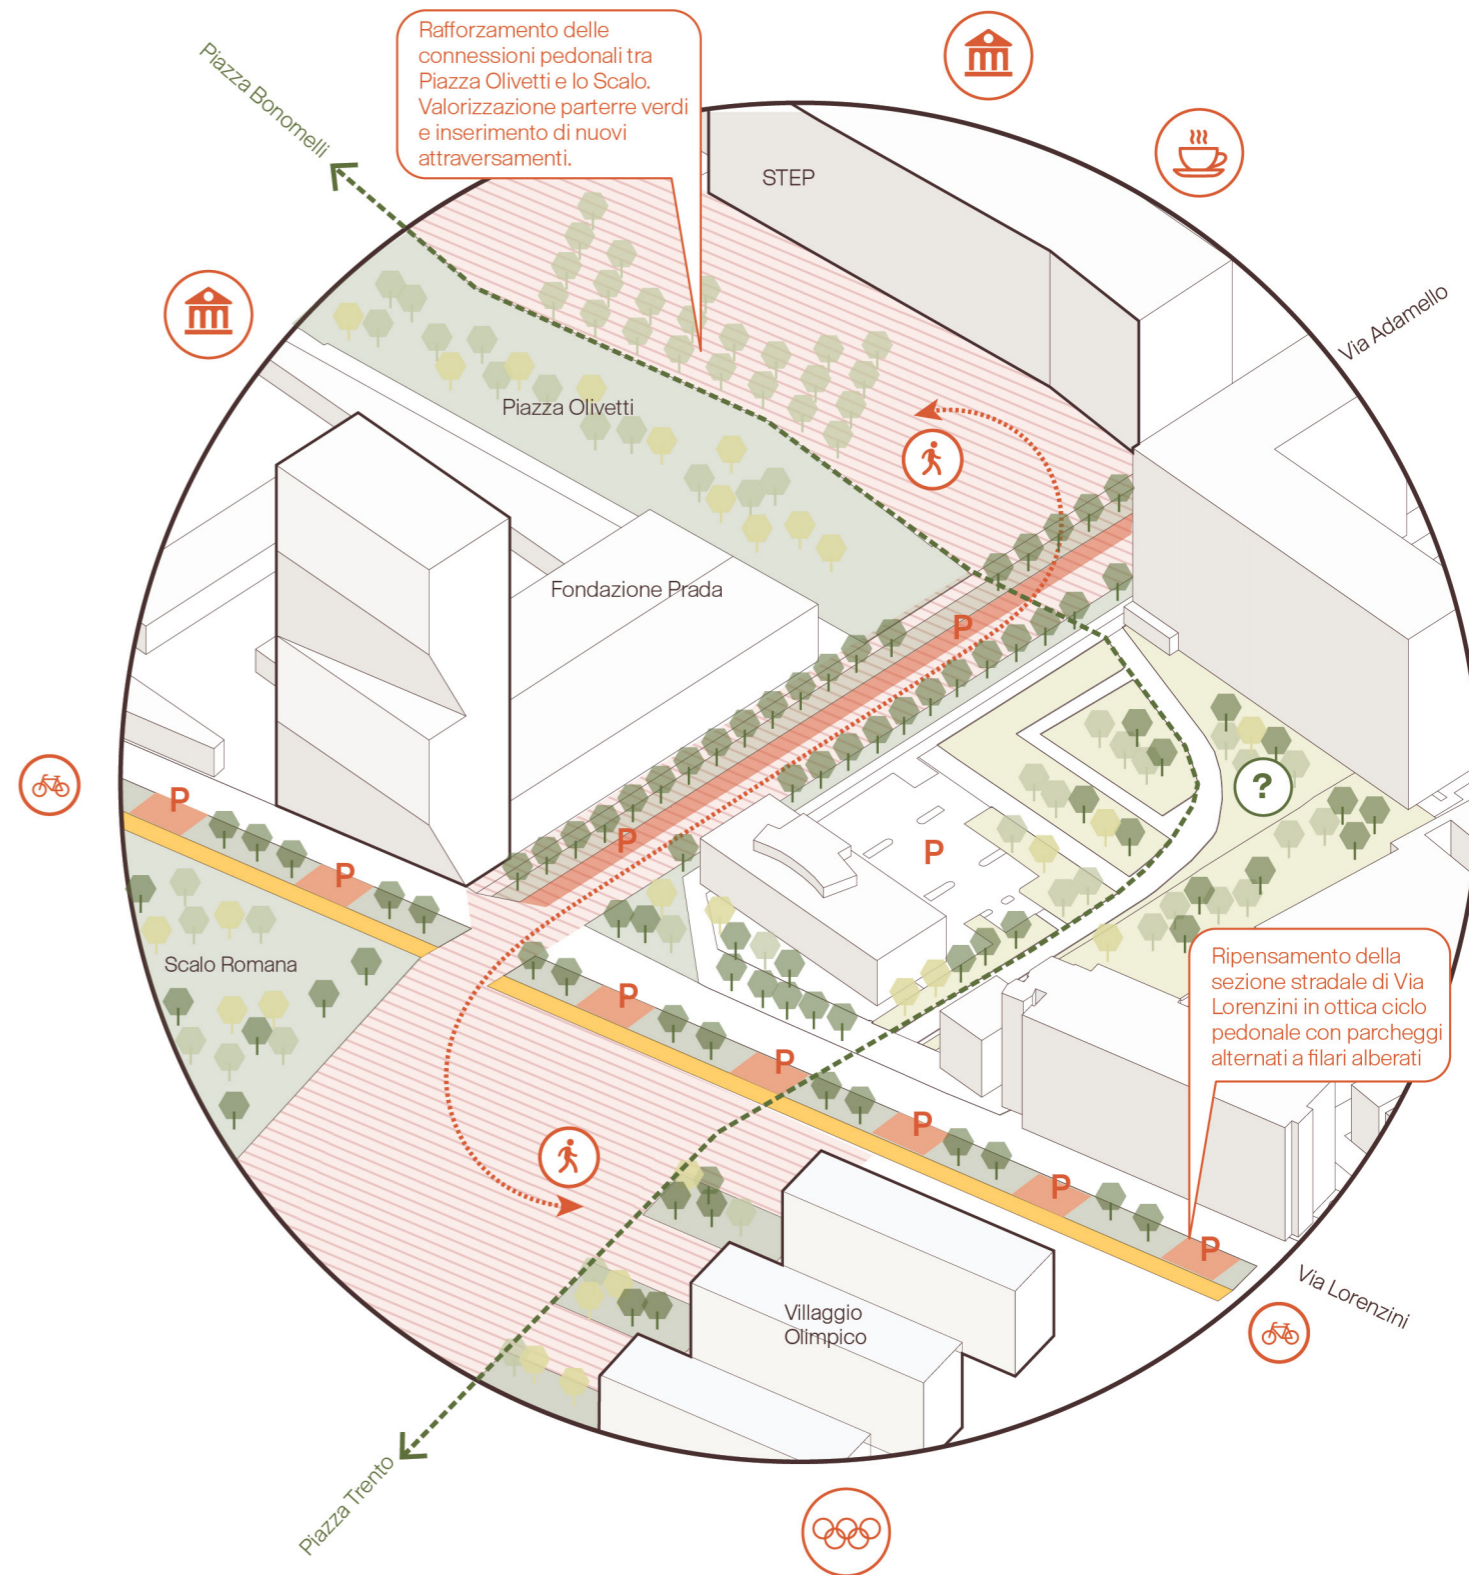 Rafforzamento delle
connessioni pedonali tra
Piazza Olivetti e lo Scalo.
Valorizzazione parterre verdi
e inserimento di nuovi
attraversamenti.
Piazza Bonomelli
STEP
Via Adamello
Piazza Olivetti
Fondazione Prada
P
?
P
P
P
P
Scalo Romana
Ripensamento della
sezione stradale di Via
Lorenzini in ottica ciclo
pedonale con parcheggi
alternati a filari alberati
P
P
P
P
P
Via Lorenzini
Villaggio
Olimpico
Piazza Trento